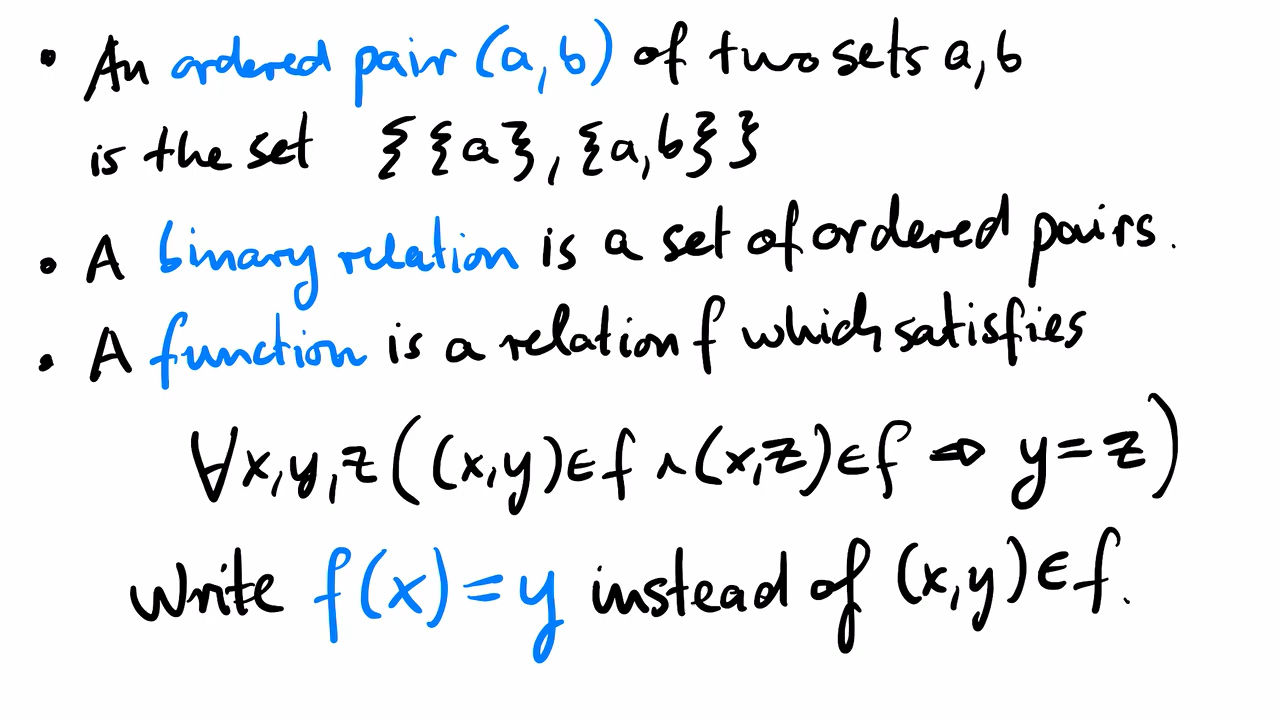 • An ordered pair (a,b) of two sets a,b
is the set {{a},{a,b}}
• A binary relation is a set of ordered pairs.
• A function is a relation f which satisfies
∀x,y,z((x,y)∈f ∧ (x,z)∈f ⇒ y=z)
Write f(x)=y instead of (x,y)∈f.